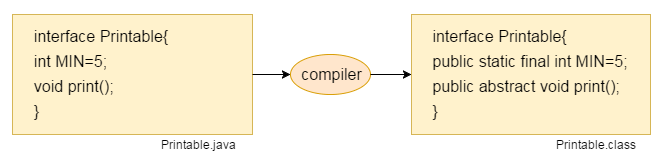 interface Printable{
int MIN=5;
void print();
}
Printable.java
compiler
interface Printable{
public static final int MIN=5;
public abstract void print();
}
Printable.class